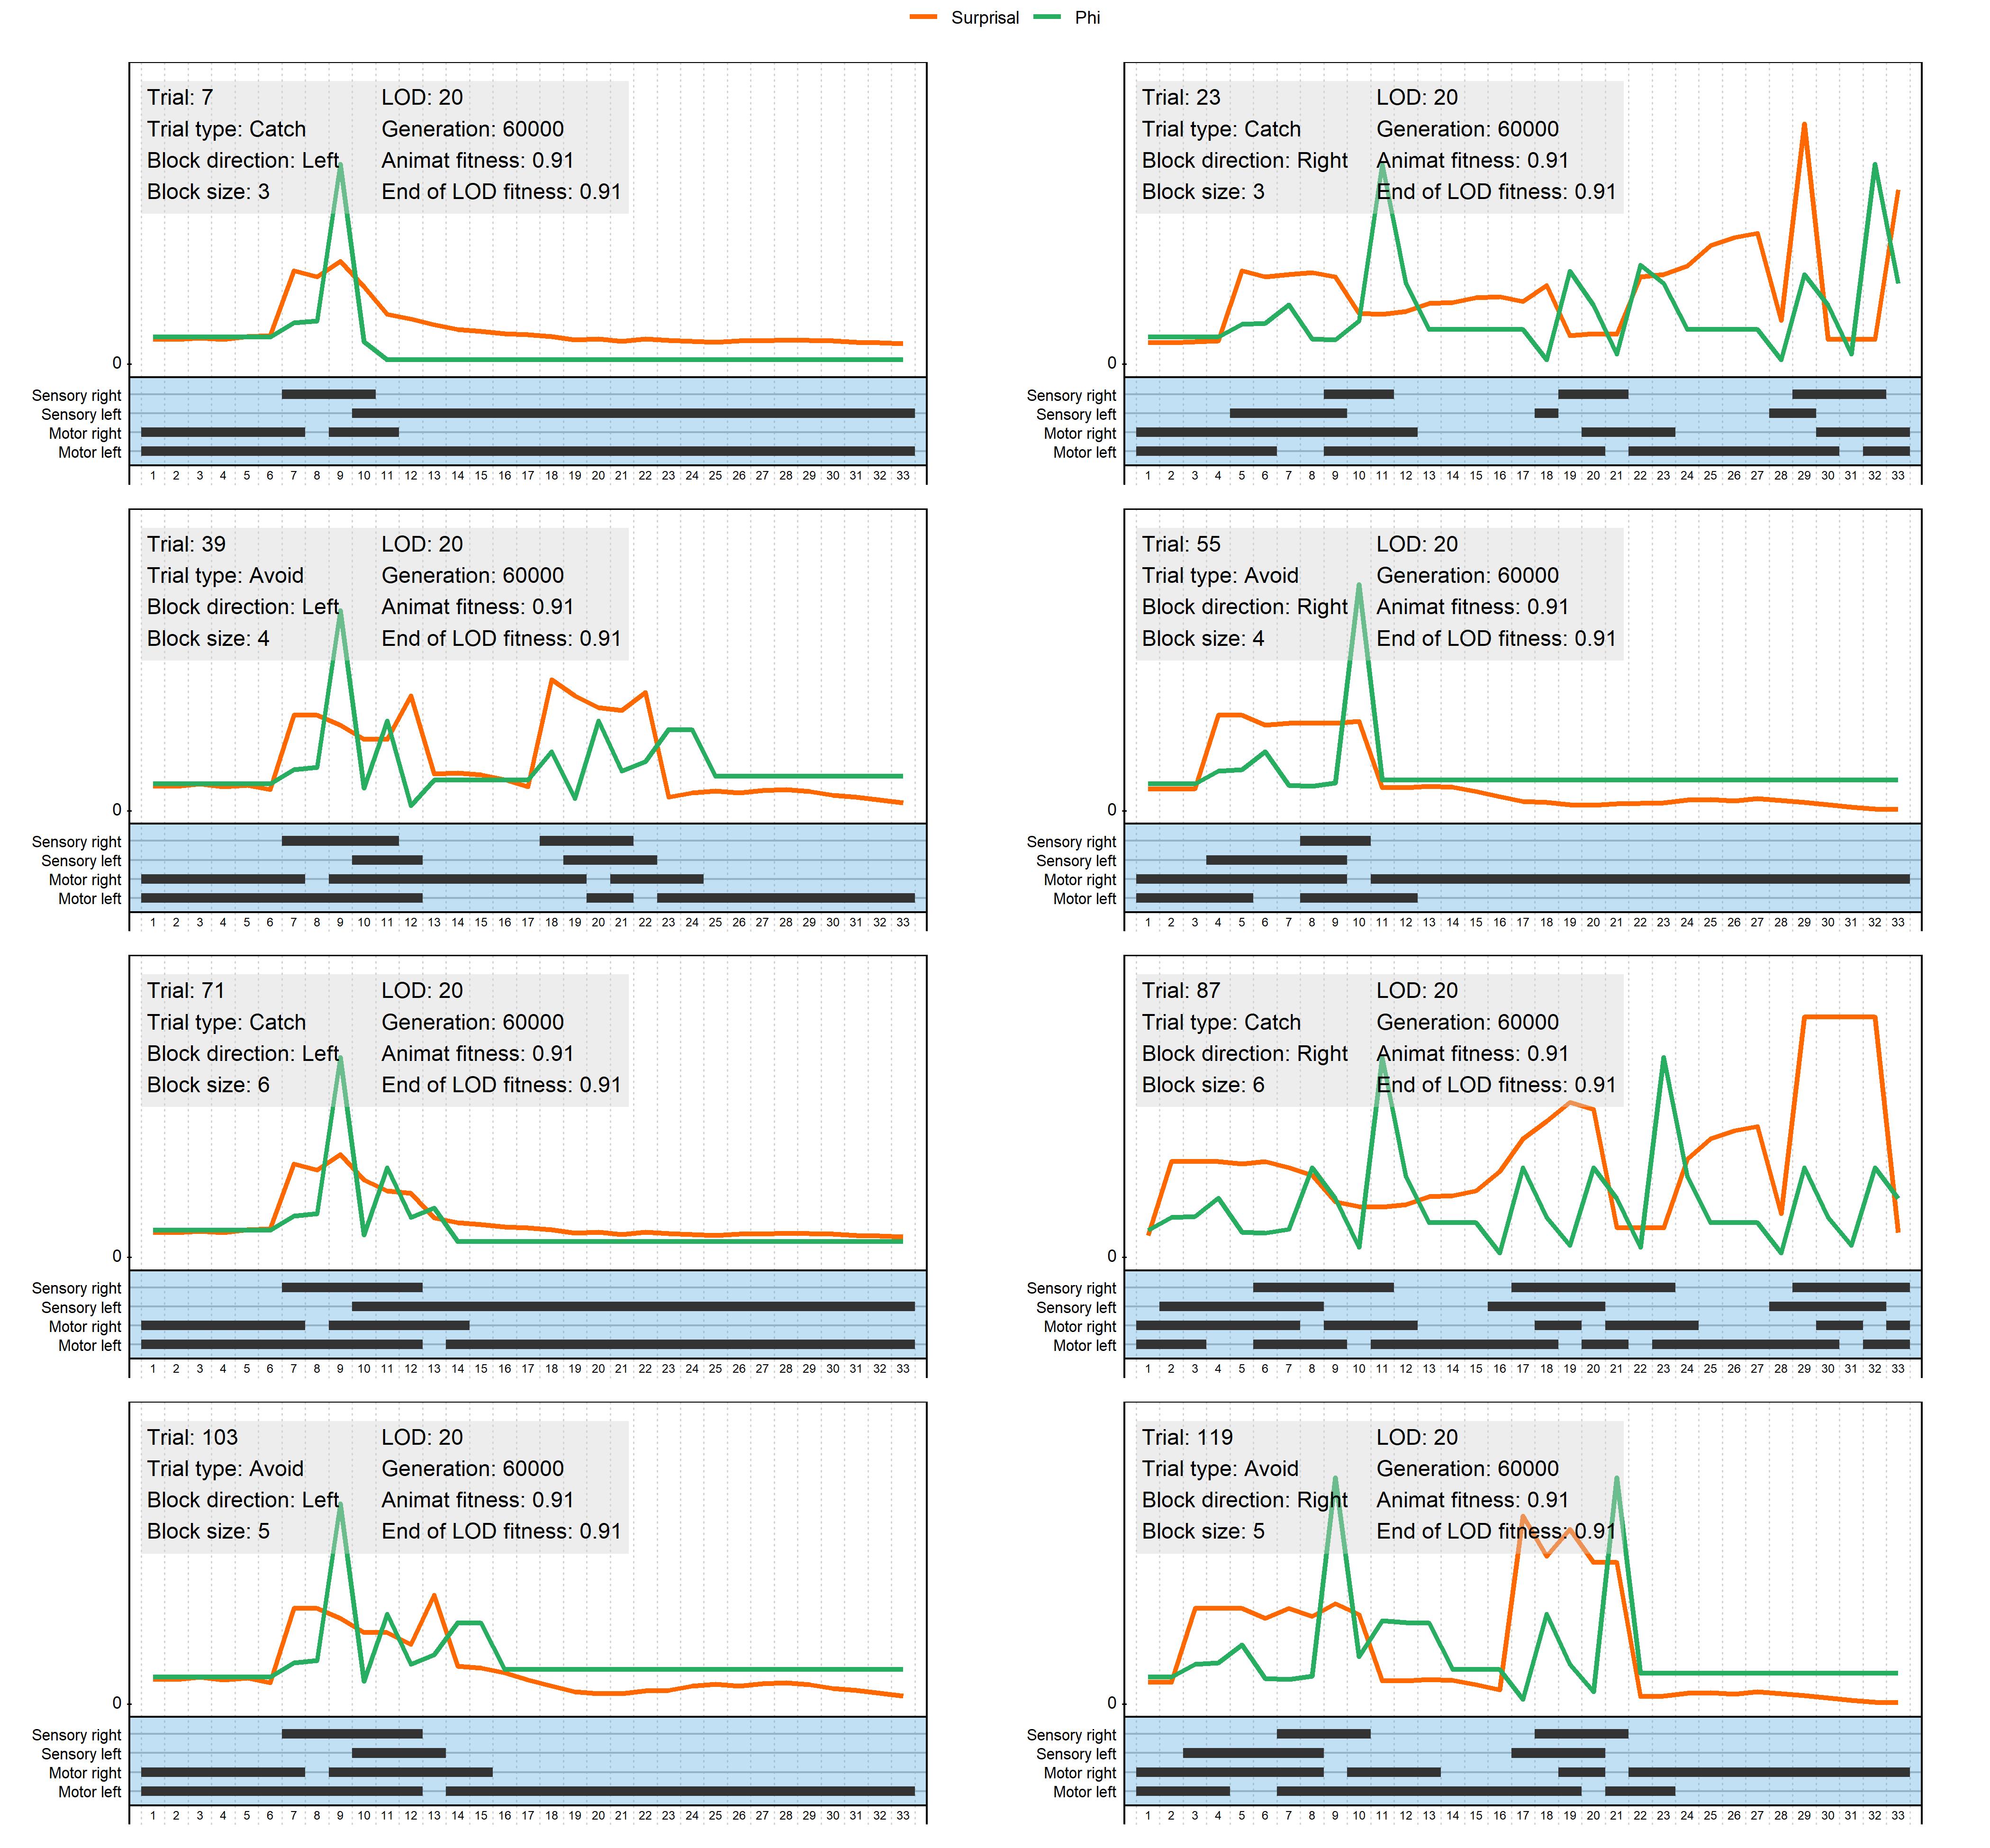 Surprisal Phi
Trial: 7 LOD: 20
Trial type: Catch Generation: 60000
Block direction: Left Animat fitness: 0.91
Block size: 3 End of LOD fitness: 0.91
0
Sensory right
Sensory left
Motor right
Motor left
1 2 3 4 5 6 7 8 9 10 11 12 13 14 15 16 17 18 19 20 21 22 23 24 25 26 27 28 29 30 31 32 33
Trial: 23 LOD: 20
Trial type: Catch Generation: 60000
Block direction: Right Animat fitness: 0.91
Block size: 3 End of LOD fitness: 0.91
0
Sensory right
Sensory left
Motor right
Motor left
1 2 3 4 5 6 7 8 9 10 11 12 13 14 15 16 17 18 19 20 21 22 23 24 25 26 27 28 29 30 31 32 33
Trial: 39 LOD: 20
Trial type: Avoid Generation: 60000
Block direction: Left Animat fitness: 0.91
Block size: 4 End of LOD fitness: 0.91
0
Sensory right
Sensory left
Motor right
Motor left
1 2 3 4 5 6 7 8 9 10 11 12 13 14 15 16 17 18 19 20 21 22 23 24 25 26 27 28 29 30 31 32 33
Trial: 55 LOD: 20
Trial type: Avoid Generation: 60000
Block direction: Right Animat fitness: 0.91
Block size: 4 End of LOD fitness: 0.91
0
Sensory right
Sensory left
Motor right
Motor left
1 2 3 4 5 6 7 8 9 10 11 12 13 14 15 16 17 18 19 20 21 22 23 24 25 26 27 28 29 30 31 32 33
Trial: 71 LOD: 20
Trial type: Catch Generation: 60000
Block direction: Left Animat fitness: 0.91
Block size: 6 End of LOD fitness: 0.91
0
Sensory right
Sensory left
Motor right
Motor left
1 2 3 4 5 6 7 8 9 10 11 12 13 14 15 16 17 18 19 20 21 22 23 24 25 26 27 28 29 30 31 32 33
Trial: 87 LOD: 20
Trial type: Catch Generation: 60000
Block direction: Right Animat fitness: 0.91
Block size: 6 End of LOD fitness: 0.91
0
Sensory right
Sensory left
Motor right
Motor left
1 2 3 4 5 6 7 8 9 10 11 12 13 14 15 16 17 18 19 20 21 22 23 24 25 26 27 28 29 30 31 32 33
Trial: 103 LOD: 20
Trial type: Avoid Generation: 60000
Block direction: Left Animat fitness: 0.91
Block size: 5 End of LOD fitness: 0.91
0
Sensory right
Sensory left
Motor right
Motor left
1 2 3 4 5 6 7 8 9 10 11 12 13 14 15 16 17 18 19 20 21 22 23 24 25 26 27 28 29 30 31 32 33
Trial: 119 LOD: 20
Trial type: Avoid Generation: 60000
Block direction: Right Animat fitness: 0.91
Block size: 5 End of LOD fitness: 0.91
0
Sensory right
Sensory left
Motor right
Motor left
1 2 3 4 5 6 7 8 9 10 11 12 13 14 15 16 17 18 19 20 21 22 23 24 25 26 27 28 29 30 31 32 33